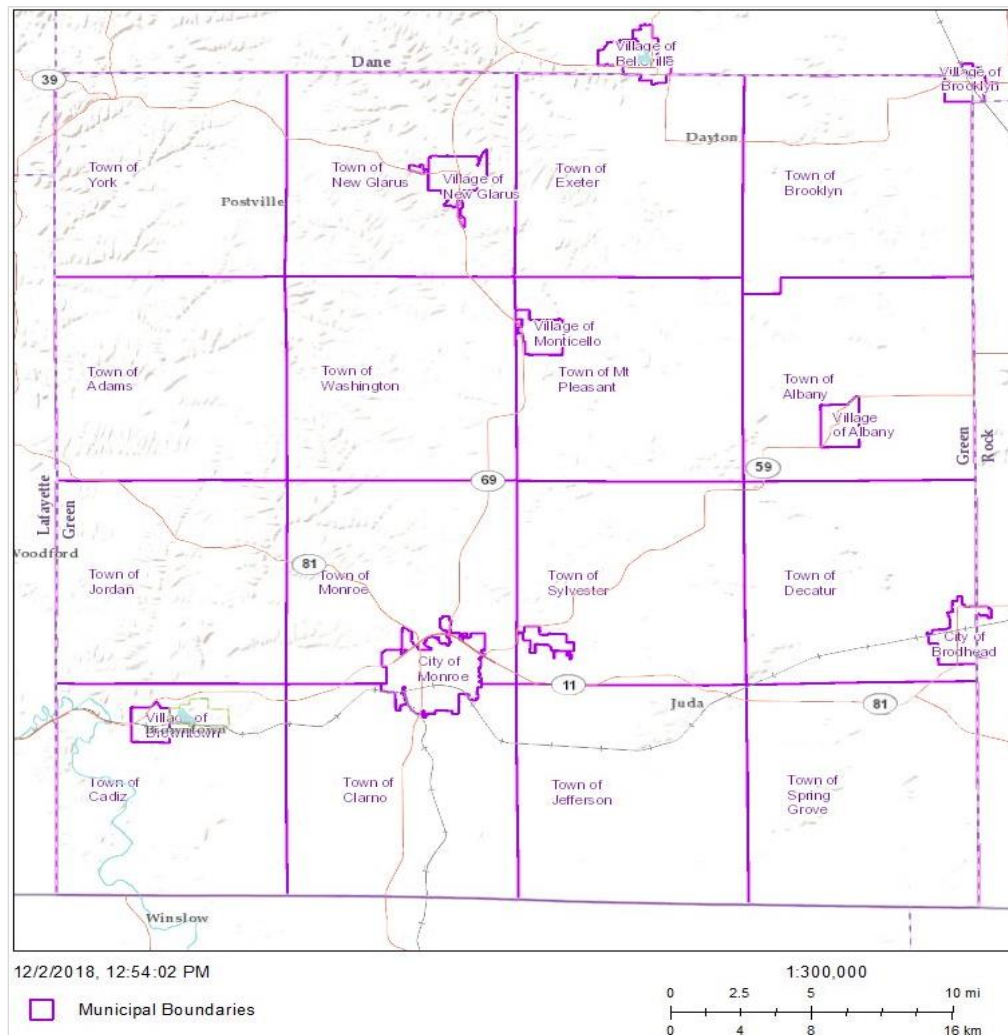 Village of
Belleville
Dane
39
Village of
Brooklyn
Dayton
Town of
York
Town of
New Glarus
Village of
New Glarus
Town of
Exeter
Town of
Brooklyn
Postville
Village of
Monticello
Town of
Adams
Town of
Washington
Town of Mt
Pleasant
Town of
Albany
Village
of Albany
Green
Rock
59
69
Lafayette
Green
Woodford
81
Town of
Jordan
Town of
Monroe
Town of
Sylvester
Town of
Decatur
City of
Brodhead
City of
Monroe
11
Juda
81
Village of
Browntown
Browntown
Town of
Cadiz
Town of
Clarno
Town of
Jefferson
Town of
Spring
Grove
Winslow
12/2/2018, 12:54:02 PM
1:300,000
Municipal Boundaries
0 2.5 5 10 mi
0 4 8 16 km